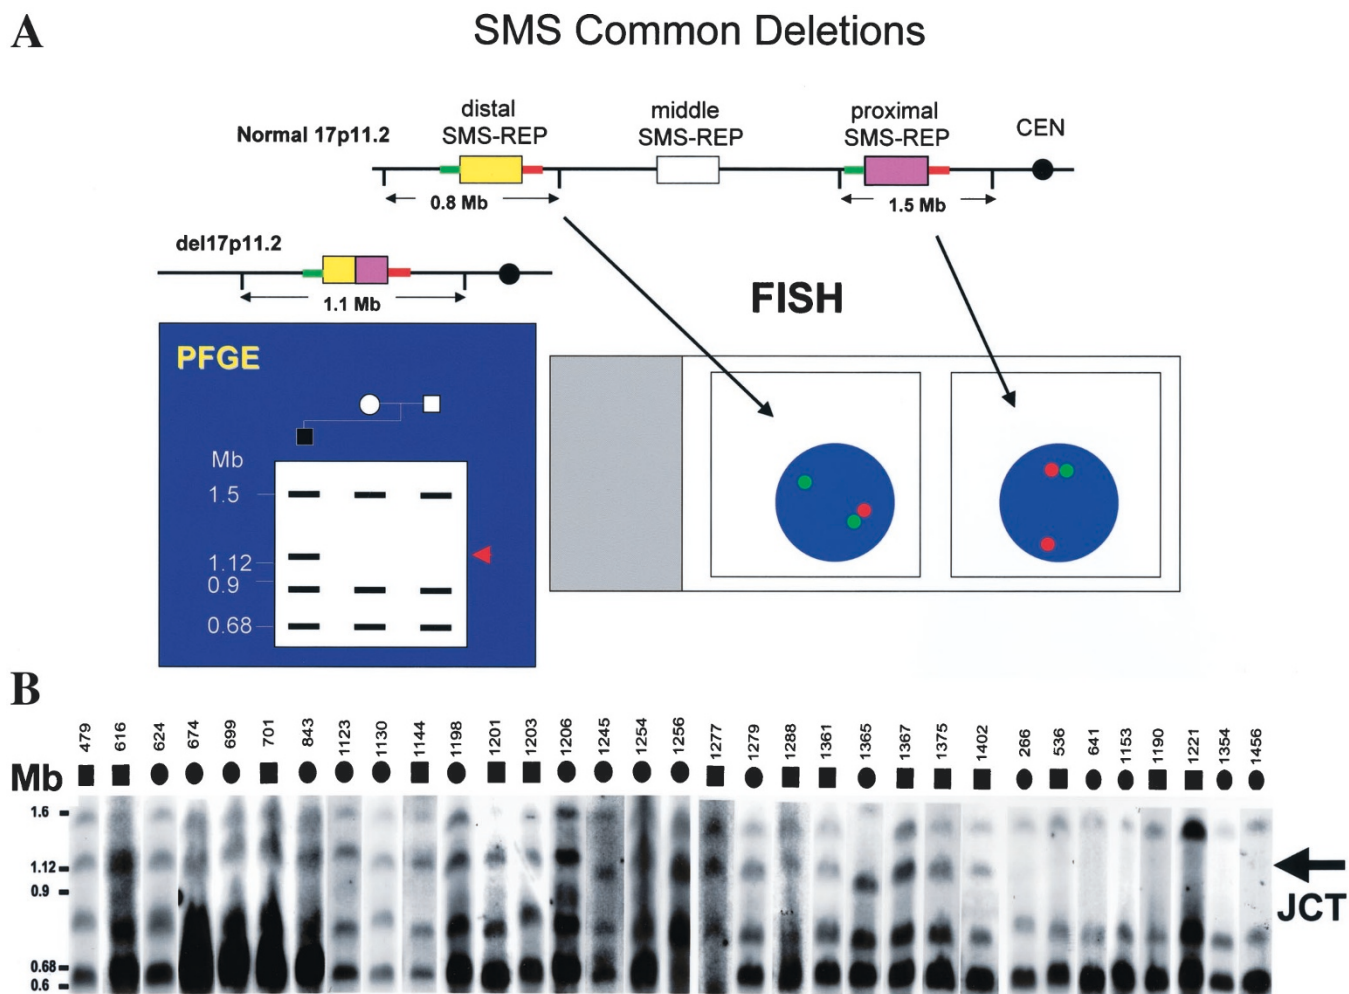 A
SMS Common Deletions
distal
SMS-REP
middle
SMS-REP
proximal
SMS-REP
CEN
Normal 17p11.2
0.8 Mb
1.5 Mb
del17p11.2
1.1 Mb
FISH
PFGE
Mb
1.5
1.12
0.9
0.68
B
479 616 624 674 699 701 843 1123 1130 1144 1198 1201 1203 1206 1245 1254 1256 1277 1279 1288 1361 1365 1367 1375 1402 266 536 641 1153 1190 1221 1354 1456
Mb
1.6
1.12
0.9
0.68
0.6
JCT